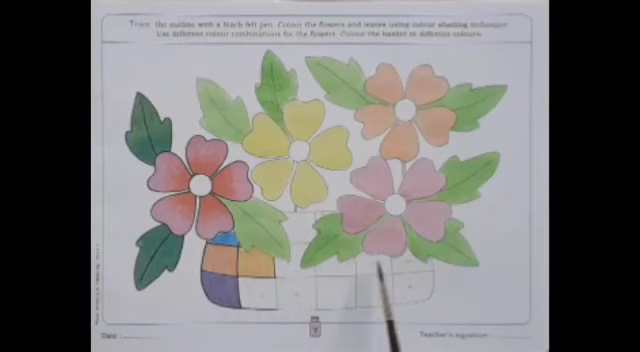 Trace the outline with a black felt pen. Colour the flowers and leaves using colour shading technique.
Use different colour combinations for the flowers. Colour the basket in different colours.
Date:
Teacher's signature: